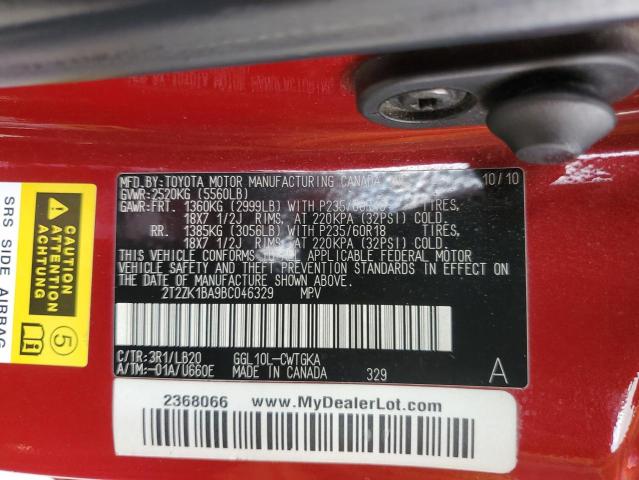 MFD.BY: TOYOTA MOTOR MANUFACTURING CANADA 10/10
GVWR: 2520KG (5560LB)
GAWR: FRT. 1360KG (2999LB) WITH P235/60R18 TIRES,
18X7 1/2J RIMS, AT 220KPA (32PSI) COLD.
RR. 1385KG (3056LB) WITH P235/60R18 TIRES,
18X7 1/2J RIMS, AT 220KPA (32PSI) COLD.
THIS VEHICLE CONFORMS TO ALL APPLICABLE FEDERAL MOTOR
VEHICLE SAFETY AND THEFT PREVENTION STANDARDS IN EFFECT ON THE
DATE OF MANUFACTURE SHOWN ABOVE.
2T2ZK1BA9BC046329 MPV
C/TR: 3R1/LB20 GGL10L-CWTGKA
A/TM:-01A/U660E MADE IN CANADA 329 A
2368066 www.MyDealerLot.com
SRS SIDE AIRBAG
5